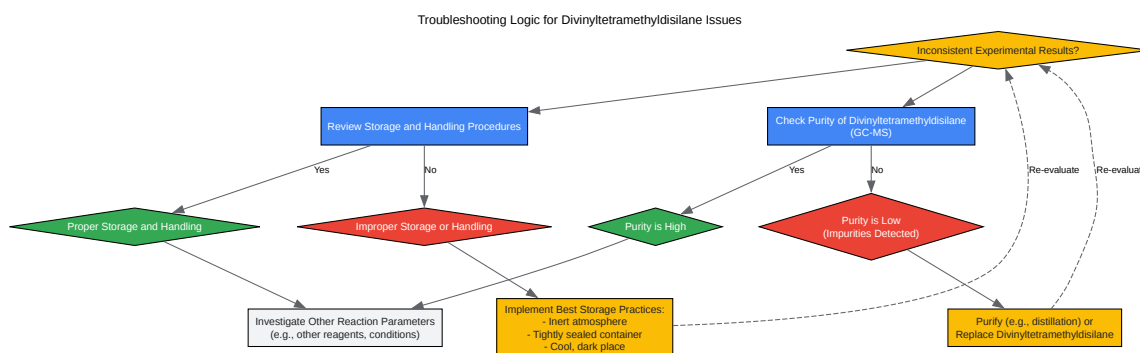 Troubleshooting Logic for Divinyltetramethyldisilane Issues
Inconsistent Experimental Results?
Review Storage and Handling Procedures
Check Purity of Divinyltetramethyldisilane
(GC-MS)
Yes
No
Yes
No
Re-evaluate
Re-evaluat
Proper Storage and Handling
Improper Storage or Handling
Purity is High
Purity is Low
(Impurities Detected)
Investigate Other Reaction Parameters
(e.g., other reagents, conditions)
Implement Best Storage Practices:
- Inert atmosphere
- Tightly sealed container
- Cool, dark place
Purify (e.g., distillation) or
Replace Divinyltetramethyldisilane